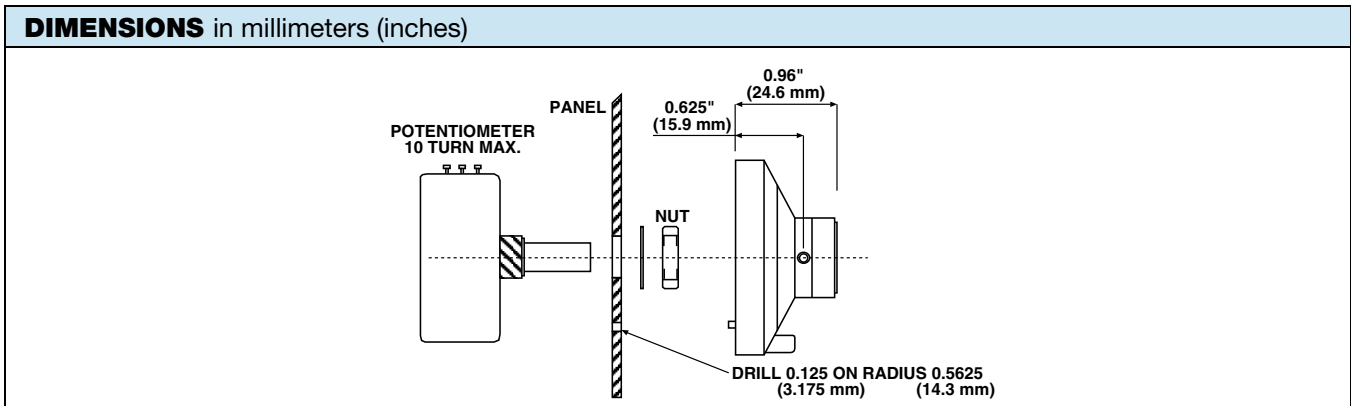 DIMENSIONS in millimeters (inches)
0.96"
(24.6 mm)
PANEL
0.625"
(15.9 mm)
POTENTIOMETER
10 TURN MAX.
NUT
DRILL 0.125 ON RADIUS 0.5625
(3.175 mm) (14.3 mm)